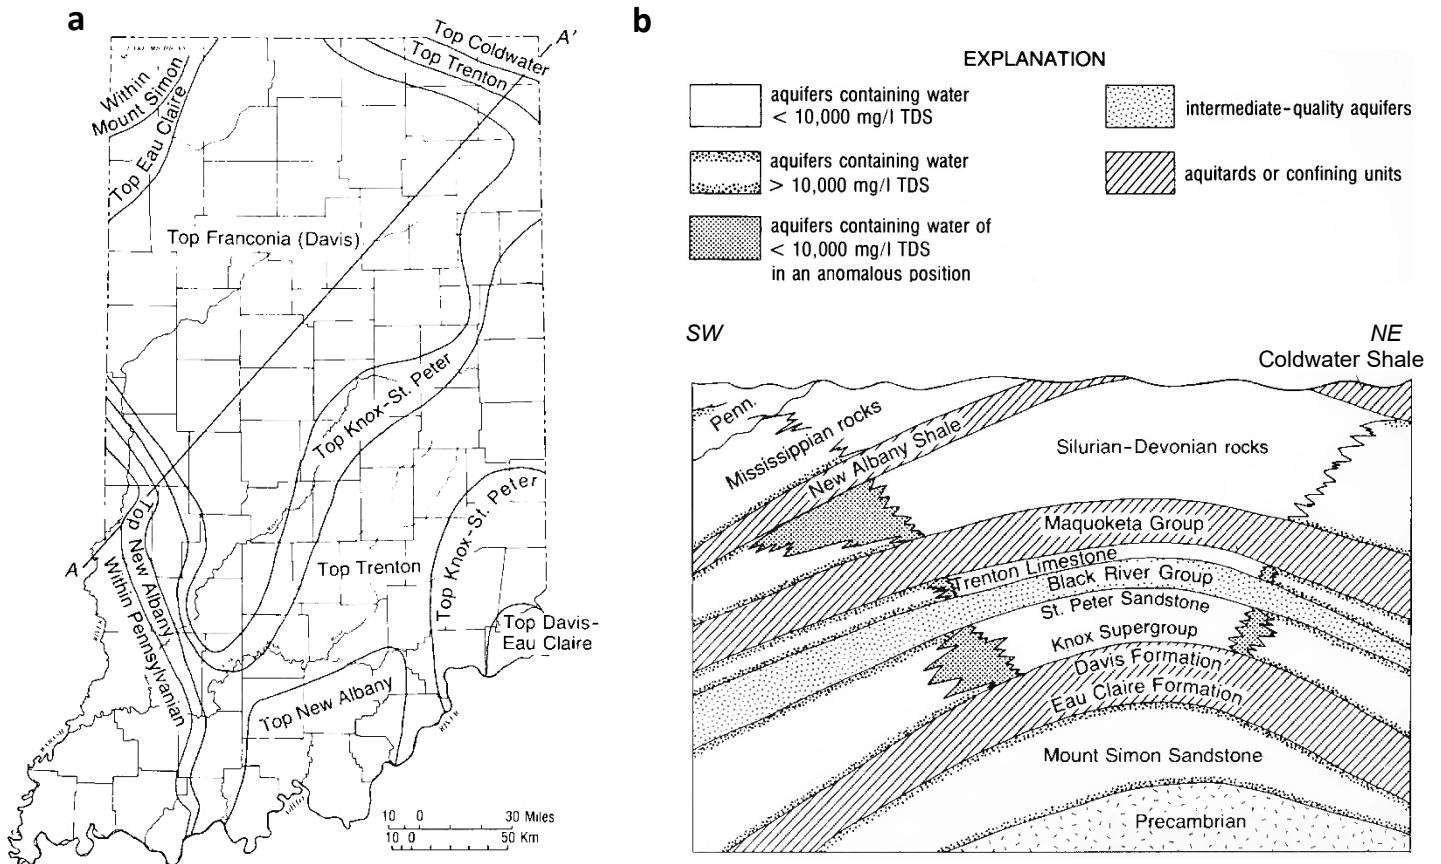 a
Top Coldwater
A'
Top Trenton
Within
Mount Simon
Top Eau Claire
Top Franconia (Davis)
Top Knox-St. Peter
Top New Albany
Within Pennsylvanian
A
Top Trenton
Top Knox-St. Peter
Top Davis-
Eau Claire
Top New Albany
10 0 30 Miles
10 0 50 Km
b
EXPLANATION
aquifers containing water
< 10,000 mg/l TDS
aquifers containing water
> 10,000 mg/l TDS
aquifers containing water of
< 10,000 mg/l TDS
in an anomalous position
intermediate-quality aquifers
aquitards or confining units
SW
NE
Coldwater Shale
Penn.
Mississippian rocks
New Albany Shale
Silurian-Devonian rocks
Maquoketa Group
Trenton Limestone
Black River Group
St. Peter Sandstone
Knox Supergroup
Davis Formation
Eau Claire Formation
Mount Simon Sandstone
Precambrian